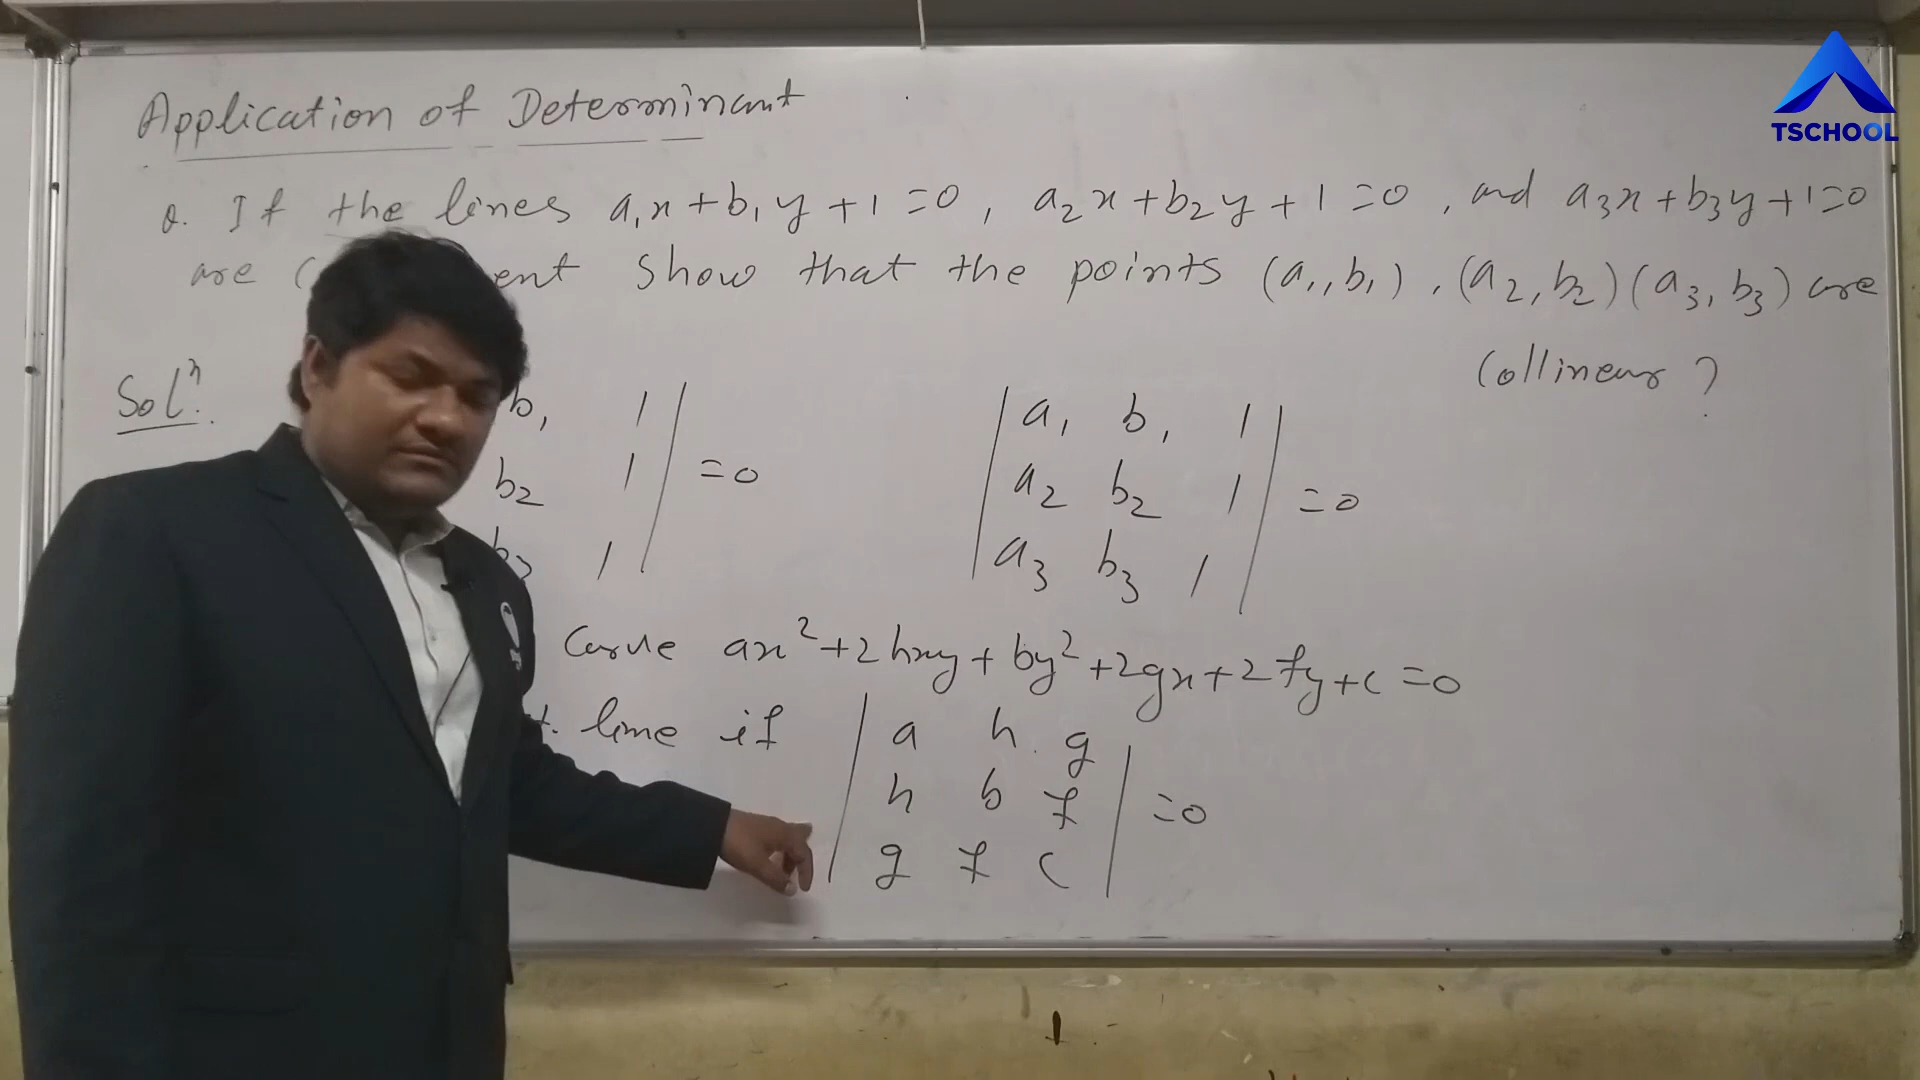 TSCHOOL
Application of Determinant
Q. If the lines a₁x+b₁y+1=0, a₂x+b₂y+1=0, and a₃x+b₃y+1=0
are ent show that the points (a₁,b₁), (a₂,b₂)(a₃,b₃) are
Collinear ?
Solⁿ:
b₁ 1
b₂ 1 =0
b₃ 1
a₁ b₁ 1
a₂ b₂ 1 =0
a₃ b₃ 1
Curve ax²+2hxy+by²+2gx+2fy+c=0
t. line if
a h g
h b f =0
g f c